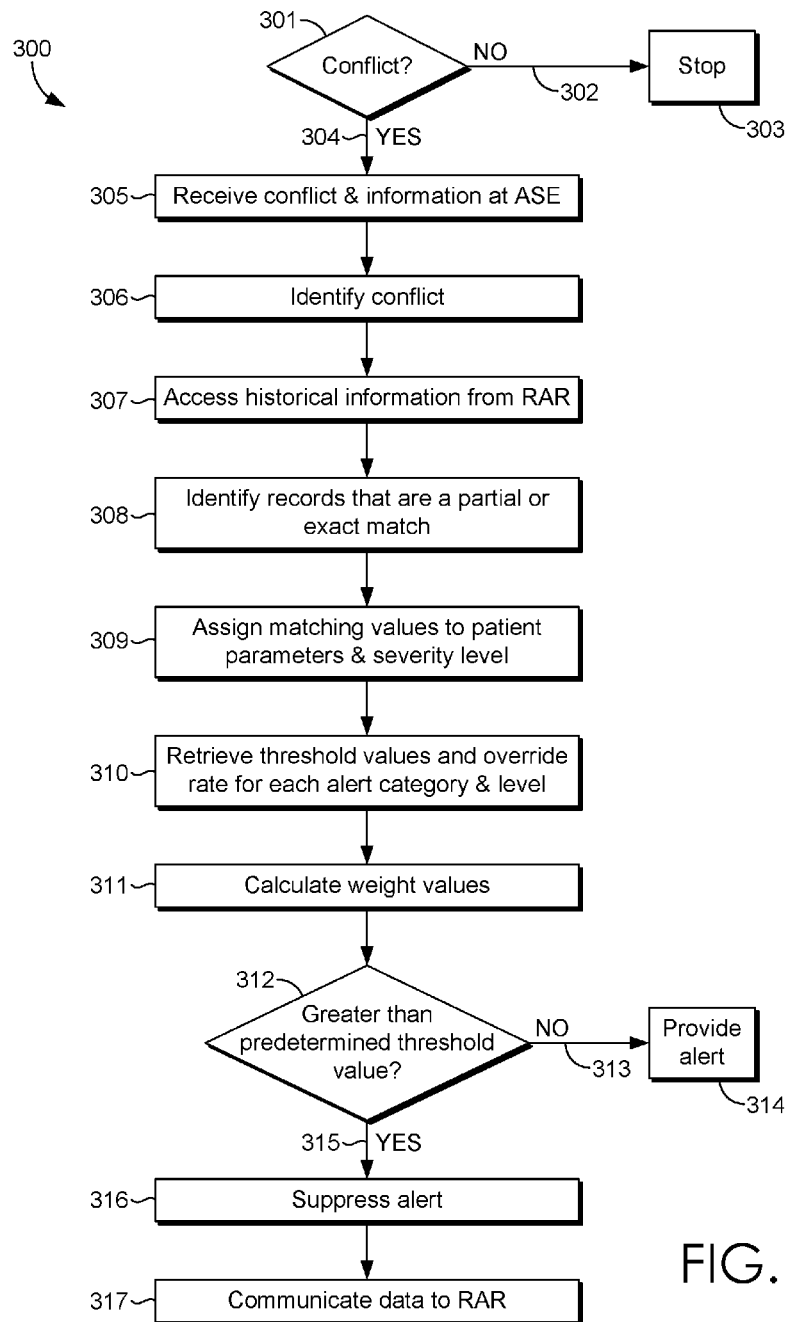 300
301
Conflict?
NO
302
Stop
303
304
YES
305
Receive conflict & information at ASE
306
Identify conflict
307
Access historical information from RAR
308
Identify records that are a partial or
exact match
309
Assign matching values to patient
parameters & severity level
310
Retrieve threshold values and override
rate for each alert category & level
311
Calculate weight values
312
Greater than
predetermined threshold
value?
NO
313
Provide
alert
314
315
YES
316
Suppress alert
317
Communicate data to RAR
FIG.